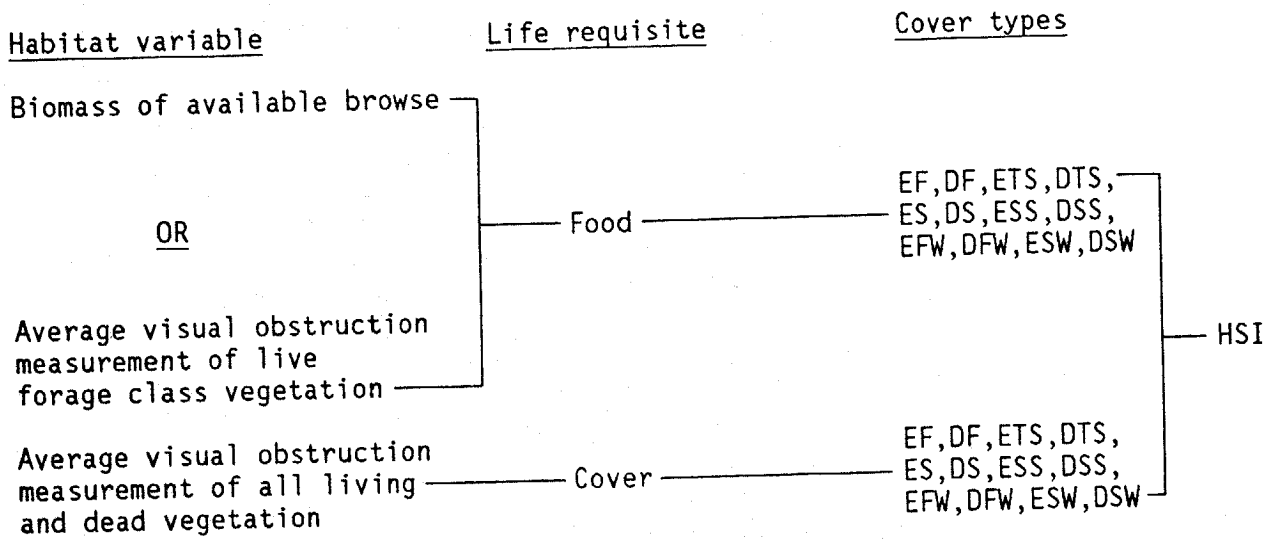 Habitat variable
Life requisite
Cover types
Biomass of available browse
OR
Average visual obstruction
measurement of live
forage class vegetation
Food
EF,DF,ETS,DTS,
ES,DS,ESS,DSS,
EFW,DFW,ESW,DSW
HSI
Average visual obstruction
measurement of all living
and dead vegetation
Cover
EF,DF,ETS,DTS,
ES,DS,ESS,DSS,
EFW,DFW,ESW,DSW